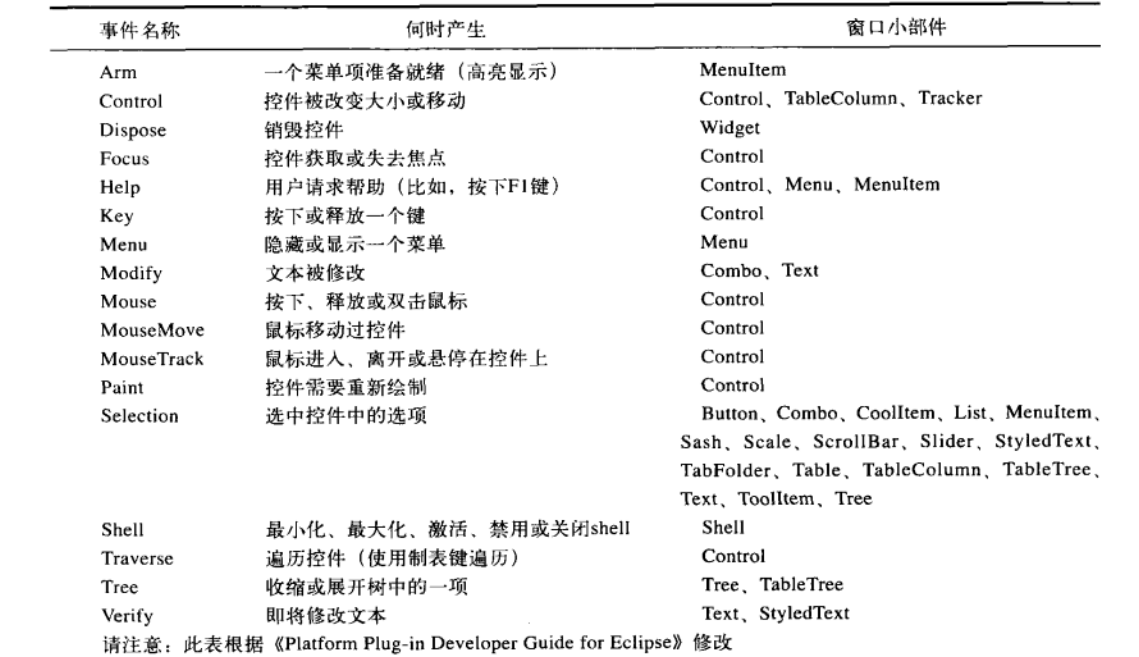 事件名称 何时产生 窗口小部件
Arm 一个菜单项准备就绪（高亮显示） MenuItem
Control 控件被改变大小或移动 Control、TableColumn、Tracker
Dispose 销毁控件 Widget
Focus 控件获取或失去焦点 Control
Help 用户请求帮助（比如，按下F1键） Control、Menu、MenuItem
Key 按下或释放一个键 Control
Menu 隐藏或显示一个菜单 Menu
Modify 文本被修改 Combo、Text
Mouse 按下、释放或双击鼠标 Control
MouseMove 鼠标移动过控件 Control
MouseTrack 鼠标进入、离开或悬停在控件上 Control
Paint 控件需要重新绘制 Control
Selection 选中控件中的选项 Button、Combo、CoolItem、List、MenuItem、
Sash、Scale、ScrollBar、Slider、StyledText、
TabFolder、Table、TableColumn、TableTree、
Text、ToolItem、Tree
Shell 最小化、最大化、激活、禁用或关闭shell Shell
Traverse 遍历控件（使用制表键遍历） Control
Tree 收缩或展开树中的一项 Tree、TableTree
Verify 即将修改文本 Text、StyledText
请注意：此表根据《Platform Plug-in Developer Guide for Eclipse》修改